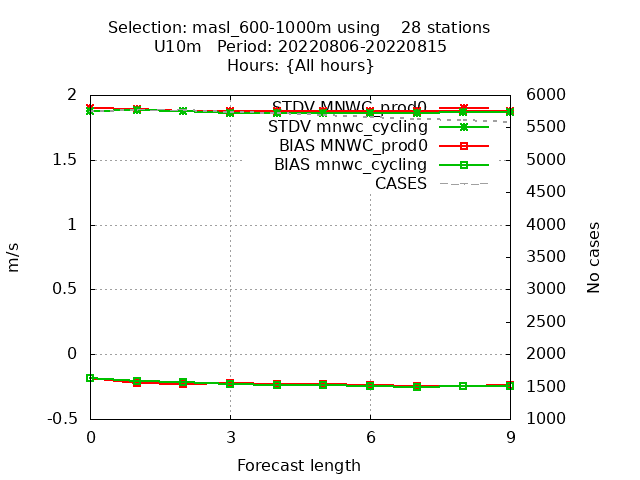 Selection: masl_600-1000m using    28 stations
U10m   Period: 20220806-20220815
Hours: {All hours}
2
1.5
1
0.5
0
-0.5
m/s
STDV MNWC_prod0
STDV mnwc_cycling
BIAS MNWC_prod0
BIAS mnwc_cycling
CASES
6000
5500
5000
4500
4000
3500
3000
2500
2000
1500
1000
No cases
0 3 6 9
Forecast length